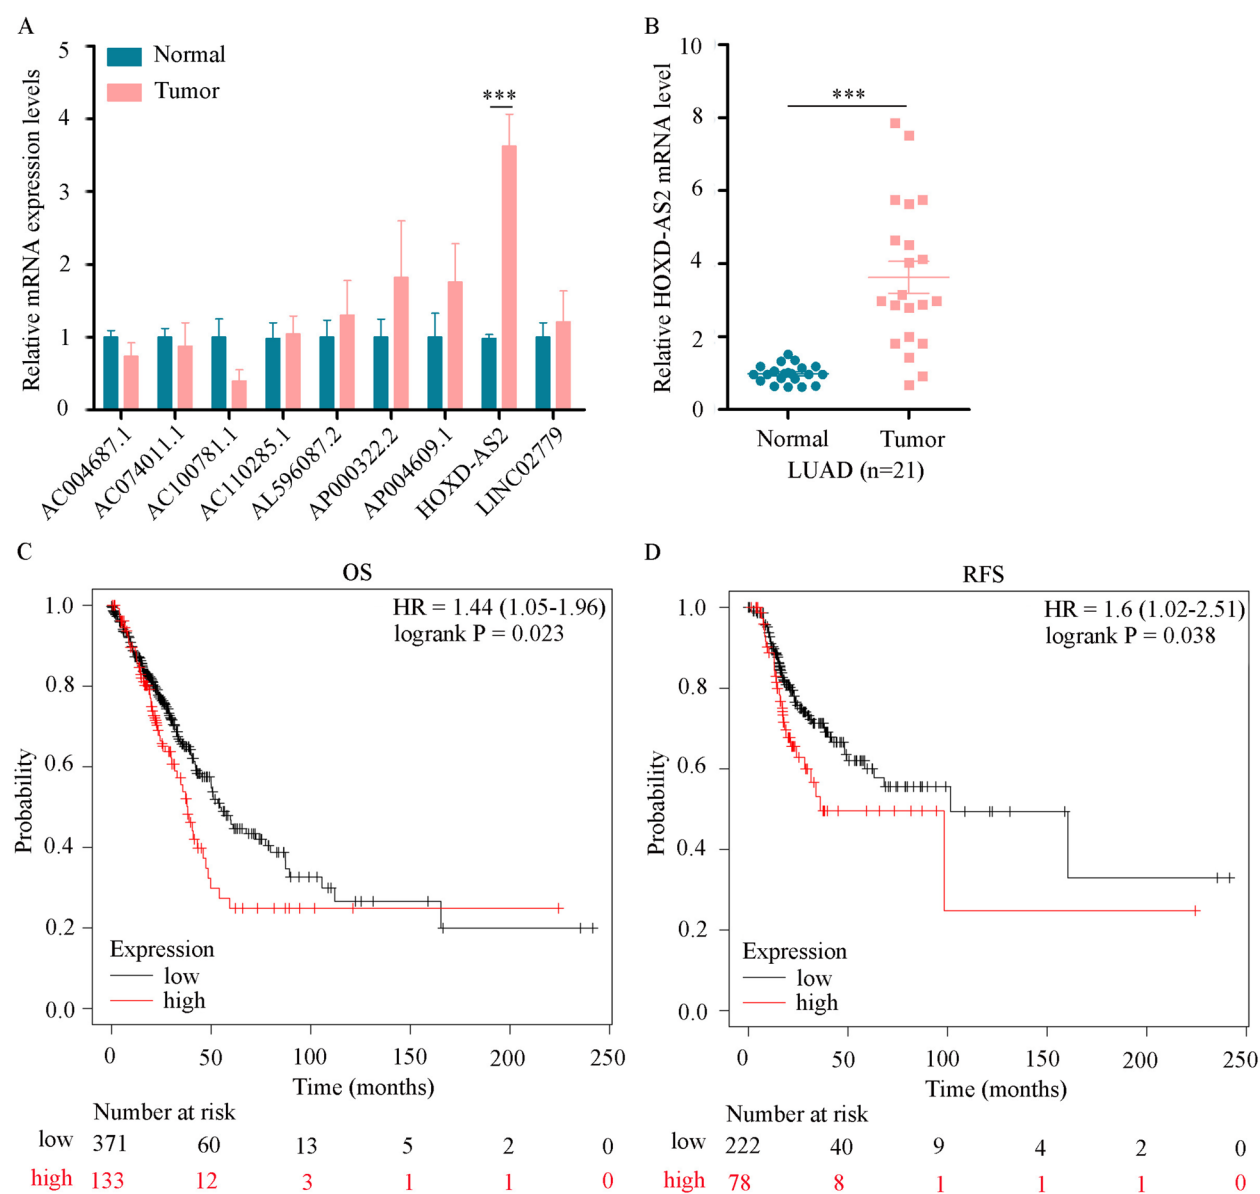 A
Relative mRNA expression levels
5
4
3
2
1
0
Normal
Tumor
***
AC004687.1
AC074011.1
AC100781.1
AC110285.1
AL596087.2
AP000322.2
AP004609.1
HOXD-AS2
LINC02779
B
Relative HOXD-AS2 mRNA level
10
8
6
4
2
0
***
Normal Tumor
LUAD (n=21)
C
OS
HR = 1.44 (1.05-1.96)
logrank P = 0.023
Probability
1.0
0.8
0.6
0.4
0.2
0.0
Expression
low
high
0 50 100 150 200 250
Time (months)
Number at risk
low 371 60 13 5 2 0
high 133 12 3 1 1 0
D
RFS
HR = 1.6 (1.02-2.51)
logrank P = 0.038
Probability
1.0
0.8
0.6
0.4
0.2
0.0
Expression
low
high
0 50 100 150 200 250
Time (months)
Number at risk
low 222 40 9 4 2 0
high 78 8 1 1 1 0